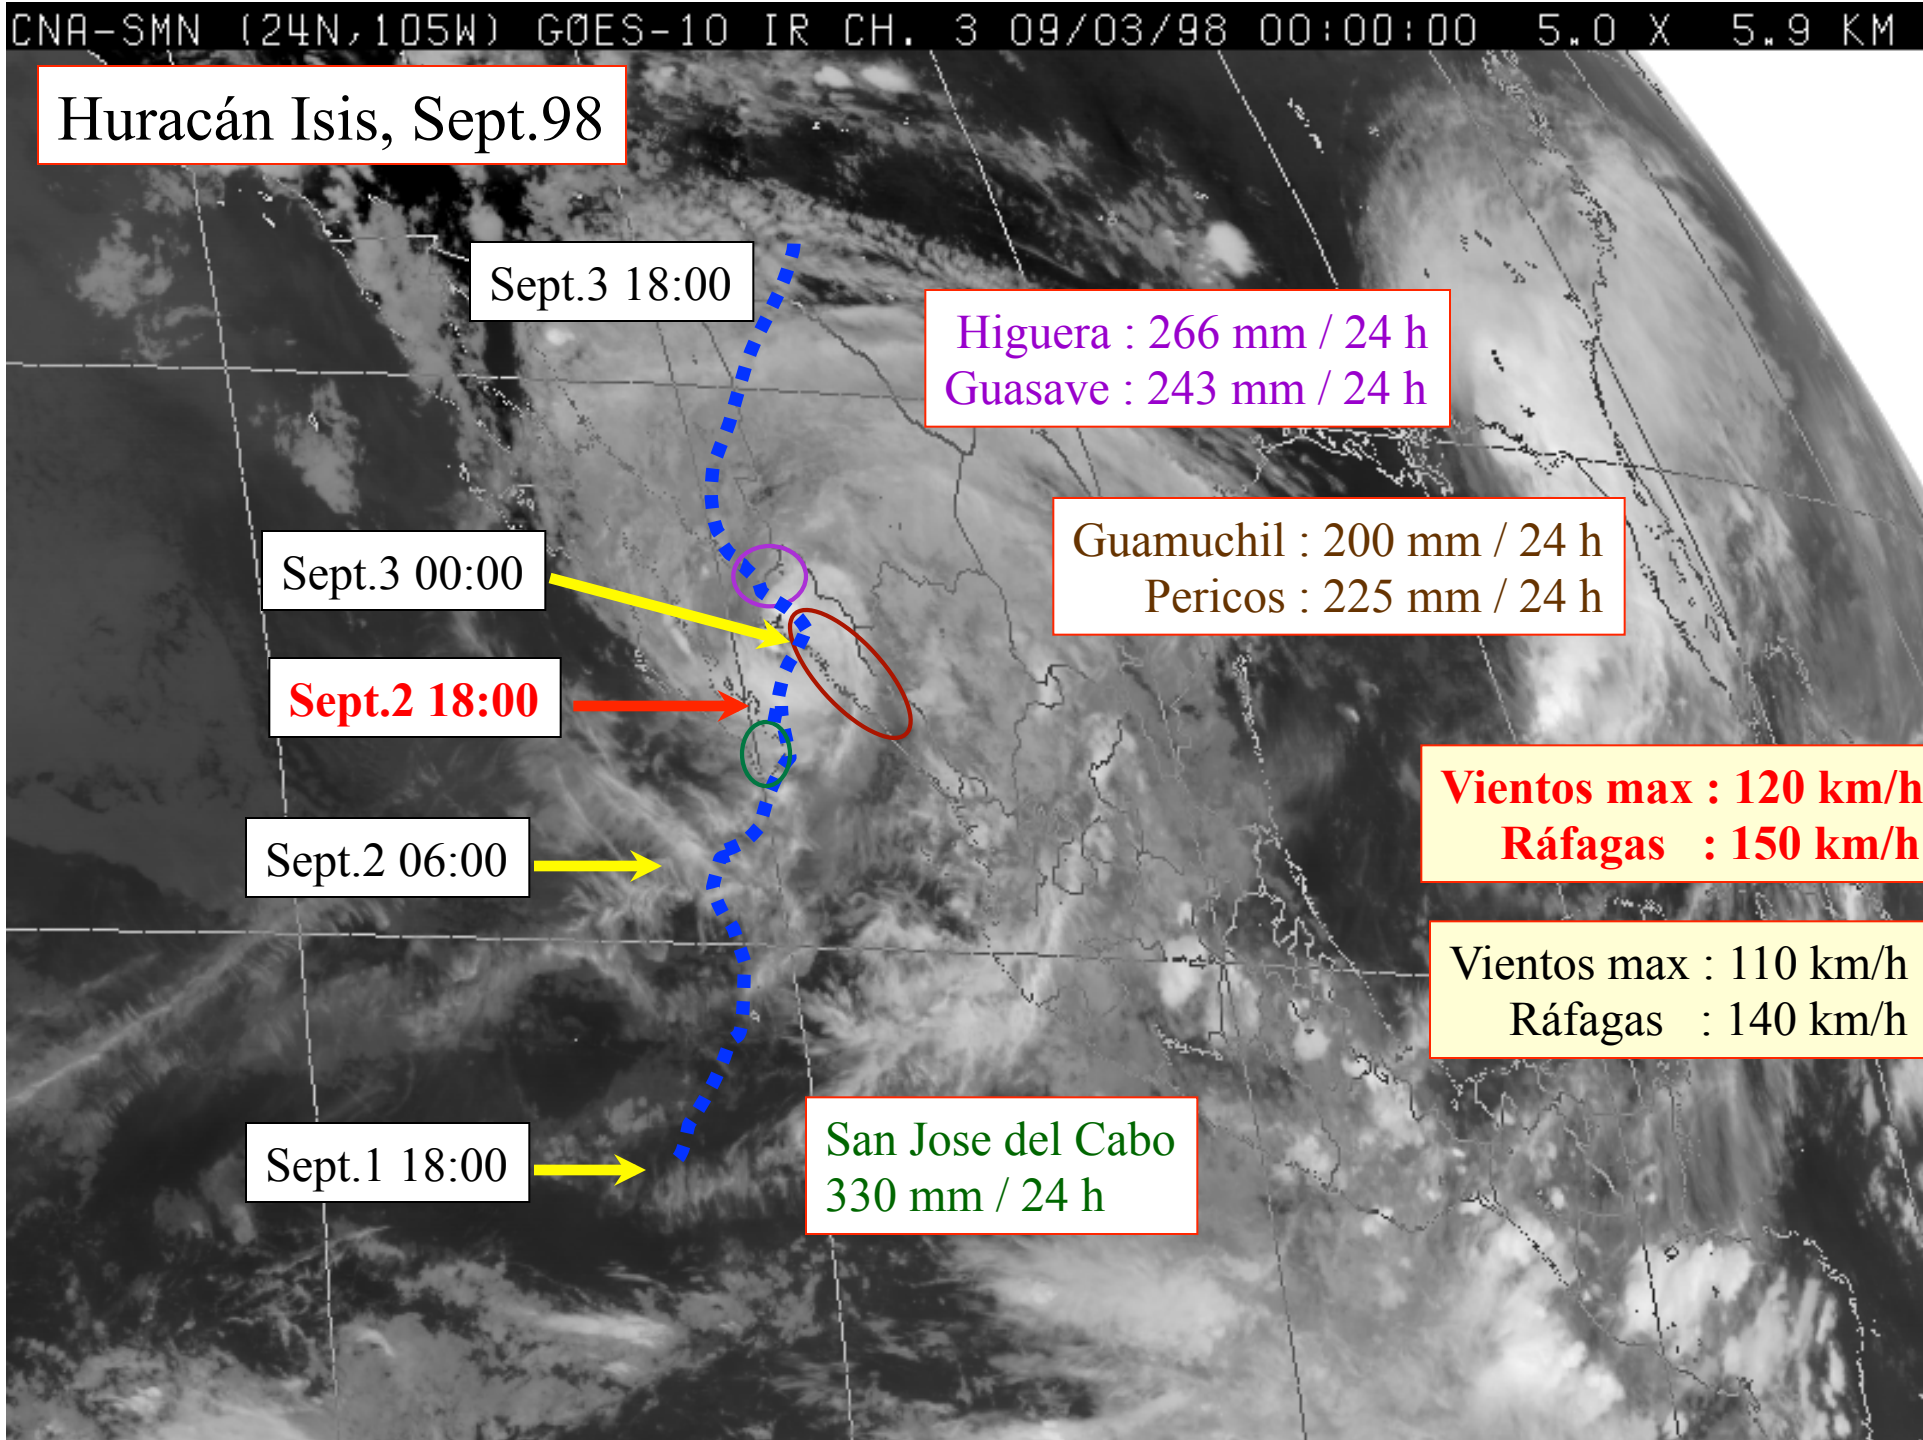 CNA-SMN (24N,105W) GOES-10 IR CH. 3 09/03/98 00:00:00 5.0 X 5.9 KM
Huracán Isis, Sept.98
Sept.3 18:00
Higuera : 266 mm / 24 h
Guasave : 243 mm / 24 h
Guamuchil : 200 mm / 24 h
Pericos : 225 mm / 24 h
Sept.3 00:00
Sept.2 18:00
Vientos max : 120 km/h
Ráfagas : 150 km/h
Sept.2 06:00
Vientos max : 110 km/h
Ráfagas : 140 km/h
San Jose del Cabo
330 mm / 24 h
Sept.1 18:00